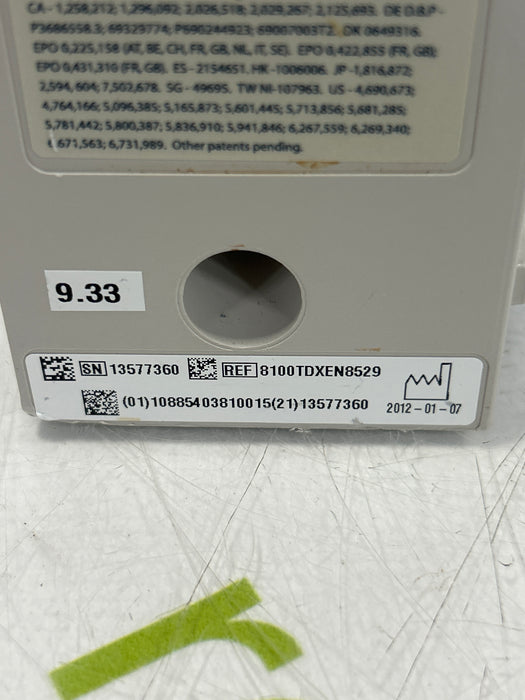 CA - 1,258,212; 1,296,092; 2,026,518; 2,029,267; 2,125,693. DE D.B.P -
P3686558.3; 69329774; P690244923; 69007003T2. DK 0649316.
EPO 0,225,158 (AT, BE, CH, FR, GB, NL, IT, SE). EPO 0,422,855 (FR, GB);
EPO 0,431,310 (FR, GB). ES - 2154651. HK - 1006006. JP -1,816,872;
2,594,604; 7,502,678. SG - 49695. TW NI-107963. US - 4,690,673;
4,764,166; 5,096,385; 5,165,873; 5,601,445; 5,713,856; 5,681,285;
5,781,442; 5,800,387; 5,836,910; 5,941,846; 6,267,559; 6,269,340;
6,671,563; 6,731,989. Other patents pending.
9.33
SN 13577360 REF 8100TDXEN8529
(01)10885403810015(21)13577360
2012-01-07